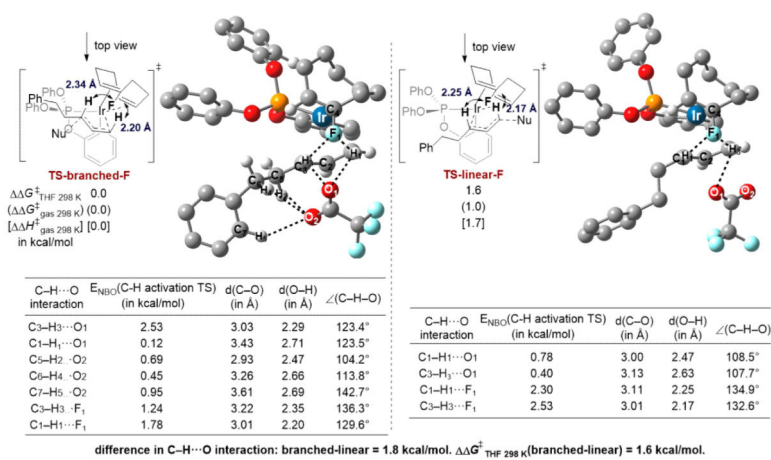 top view
‡
2.34 Å
PhO
Ph
PhO
P
Ir
F
H
H
O
Nu
2.20 Å
TS-branched-F
ΔΔG‡THF 298 K 0.0
(ΔΔG‡gas 298 K) (0.0)
[ΔΔH‡gas 298 K] [0.0]
in kcal/mol
Ir
C
F
H
C2
H
O1
O2
C7
H
top view
‡
2.25 Å
PhO
PhO
P
Ir
F
H
H
2.17 Å
O
Nu
Ph
TS-linear-F
1.6
(1.0)
[1.7]
Ir
C
F
H
O1
O2
C–H···O interaction ENBO(C-H activation TS) (in kcal/mol) d(C–O) (in Å) d(O–H) (in Å) ∠(C–H–O)
C3–H3···O1 2.53 3.03 2.29 123.4°
C1–H1···O1 0.12 3.43 2.71 123.5°
C5–H2···O2 0.69 2.93 2.47 104.2°
C6–H4···O2 0.45 3.26 2.66 113.8°
C7–H5···O2 0.95 3.61 2.69 142.7°
C3–H3···F1 1.24 3.22 2.35 136.3°
C1–H1···F1 1.78 3.01 2.20 129.6°
C–H···O interaction ENBO(C-H activation TS) (in kcal/mol) d(C–O) (in Å) d(O–H) (in Å) ∠(C–H–O)
C1–H1···O1 0.78 3.00 2.47 108.5°
C3–H3···O1 0.40 3.13 2.63 107.7°
C1–H1···F1 2.30 3.11 2.25 134.9°
C3–H3···F1 2.53 3.01 2.17 132.6°
difference in C–H···O interaction: branched-linear = 1.8 kcal/mol. ΔΔG‡THF 298 K(branched-linear) = 1.6 kcal/mol.